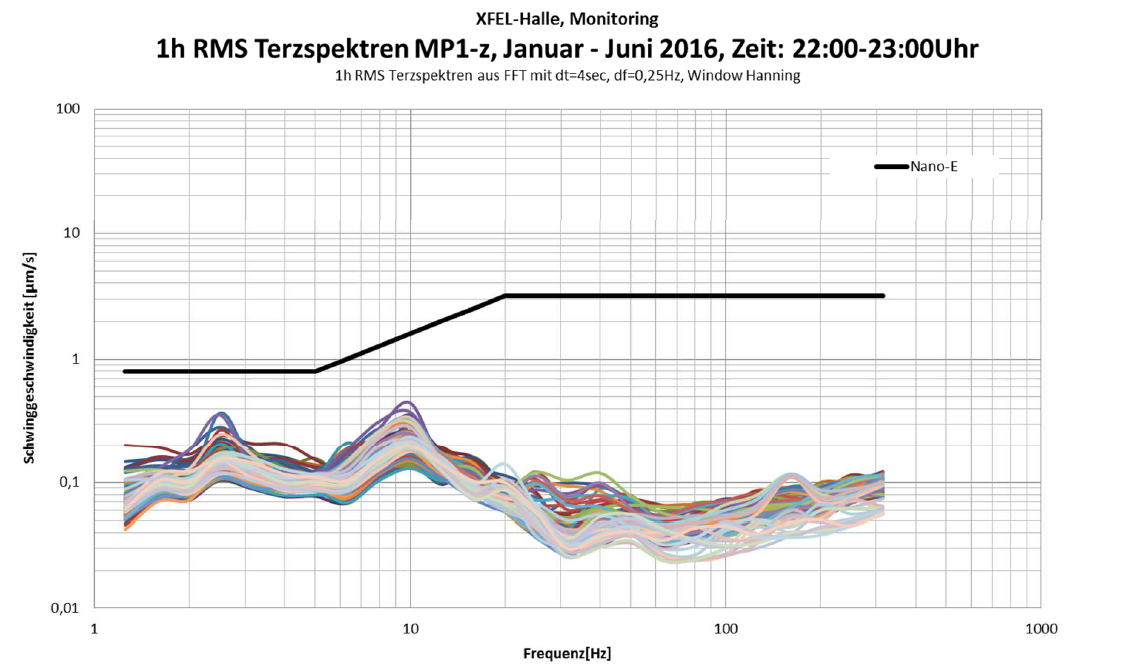 XFEL-Halle, Monitoring
1h RMS Terzspektren MP1-z, Januar - Juni 2016, Zeit: 22:00-23:00Uhr
1h RMS Terzspektren aus FFT mit dt=4sec, df=0,25Hz, Window Hanning
100
Nano-E
10
Schwinggeschwindigkeit [µm/s]
1
0,1
0,01
1 10 100 1000
Frequenz[Hz]